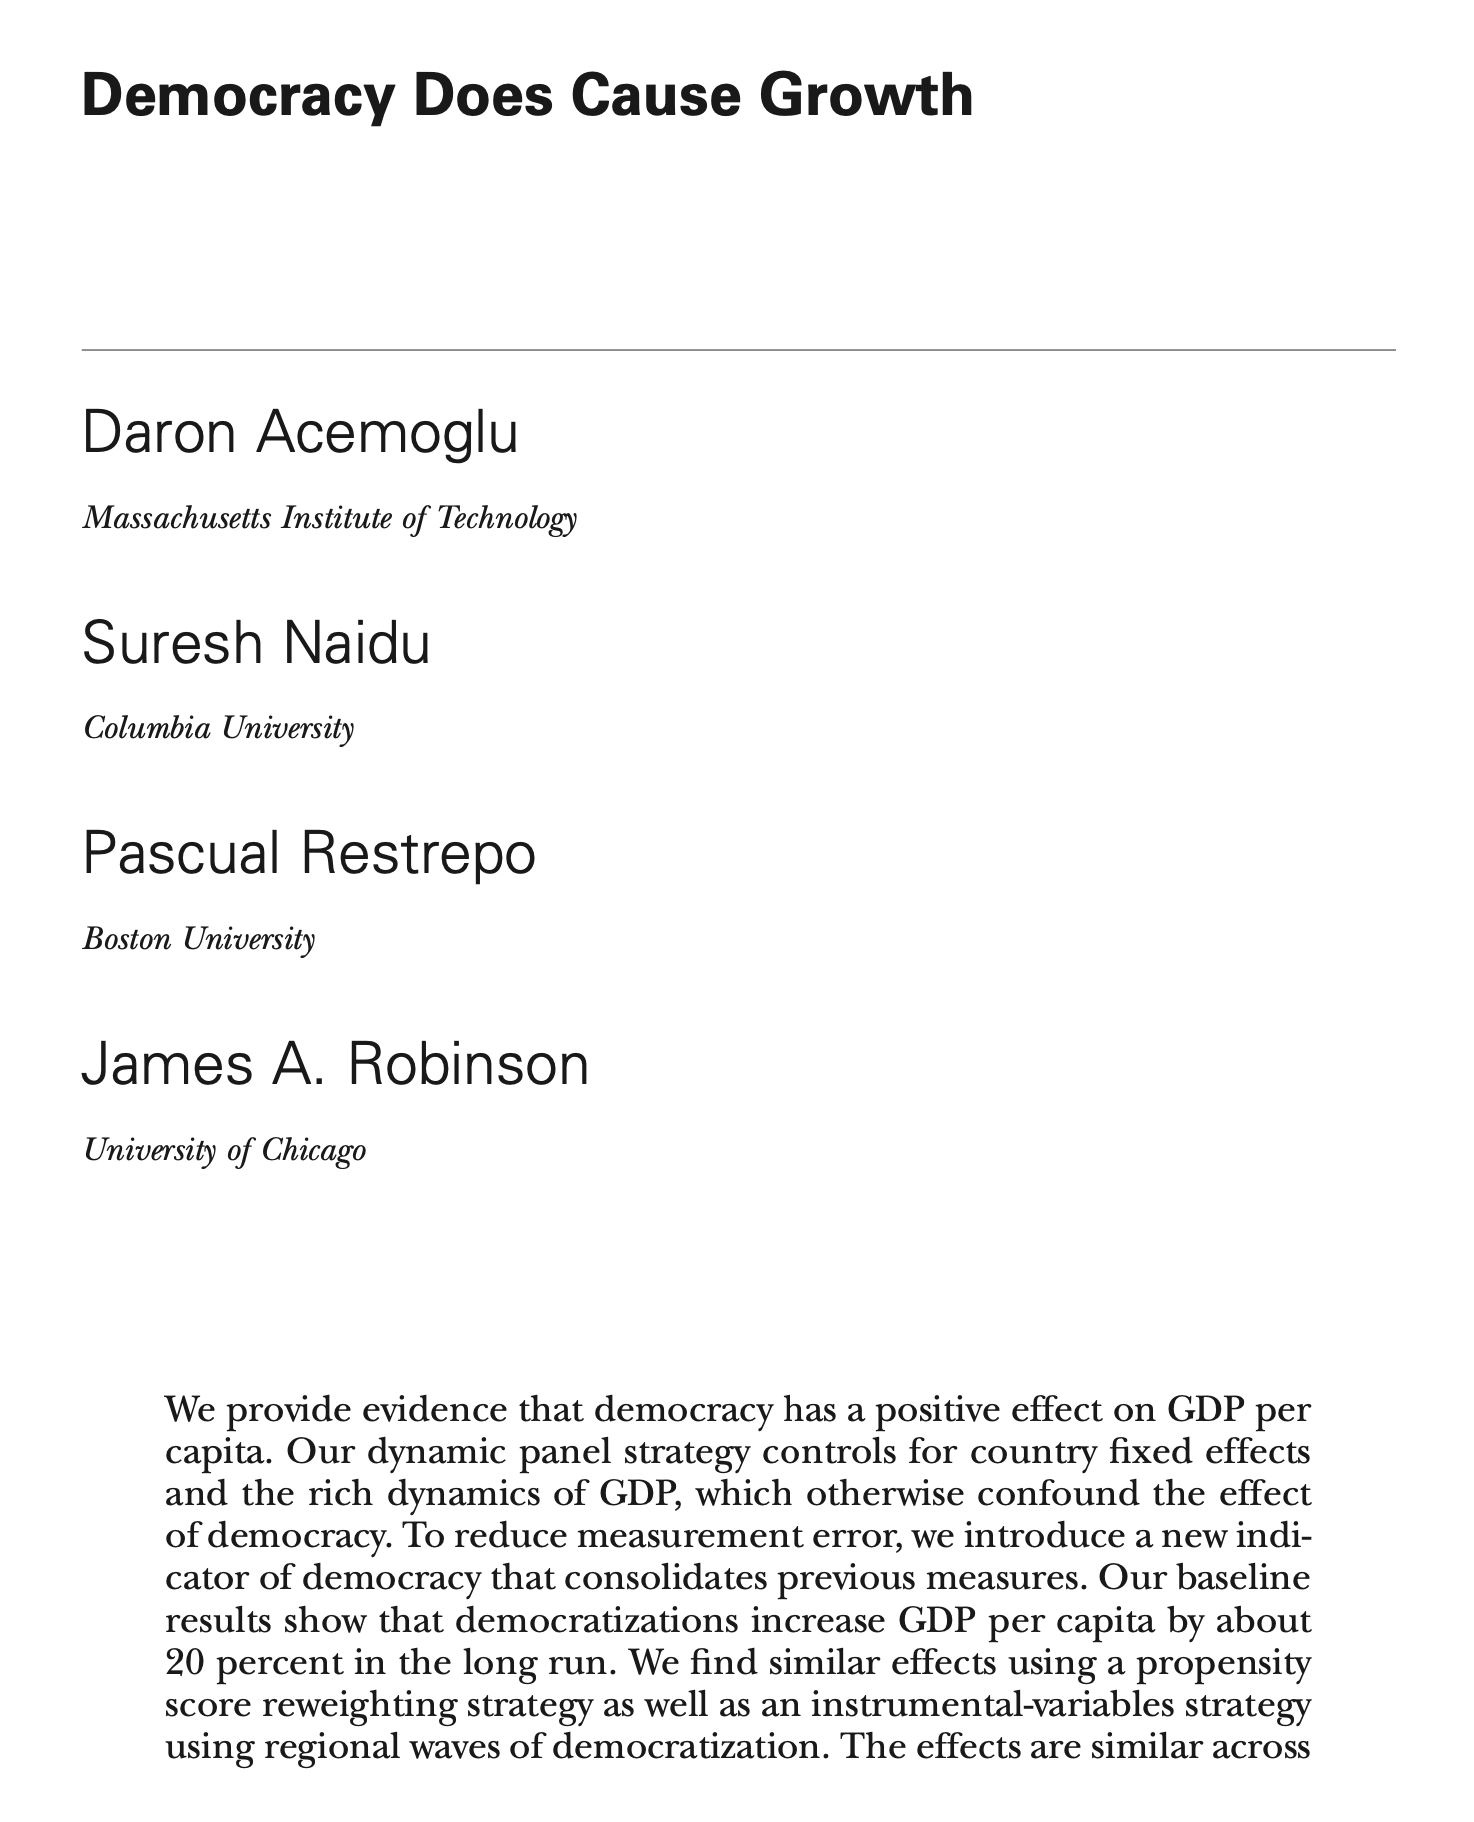 Democracy Does Cause Growth
Daron Acemoglu
Massachusetts Institute of Technology
Suresh Naidu
Columbia University
Pascual Restrepo
Boston University
James A. Robinson
University of Chicago
We provide evidence that democracy has a positive effect on GDP per
capita. Our dynamic panel strategy controls for country fixed effects
and the rich dynamics of GDP, which otherwise confound the effect
of democracy. To reduce measurement error, we introduce a new indi-
cator of democracy that consolidates previous measures. Our baseline
results show that democratizations increase GDP per capita by about
20 percent in the long run. We find similar effects using a propensity
score reweighting strategy as well as an instrumental-variables strategy
using regional waves of democratization. The effects are similar across